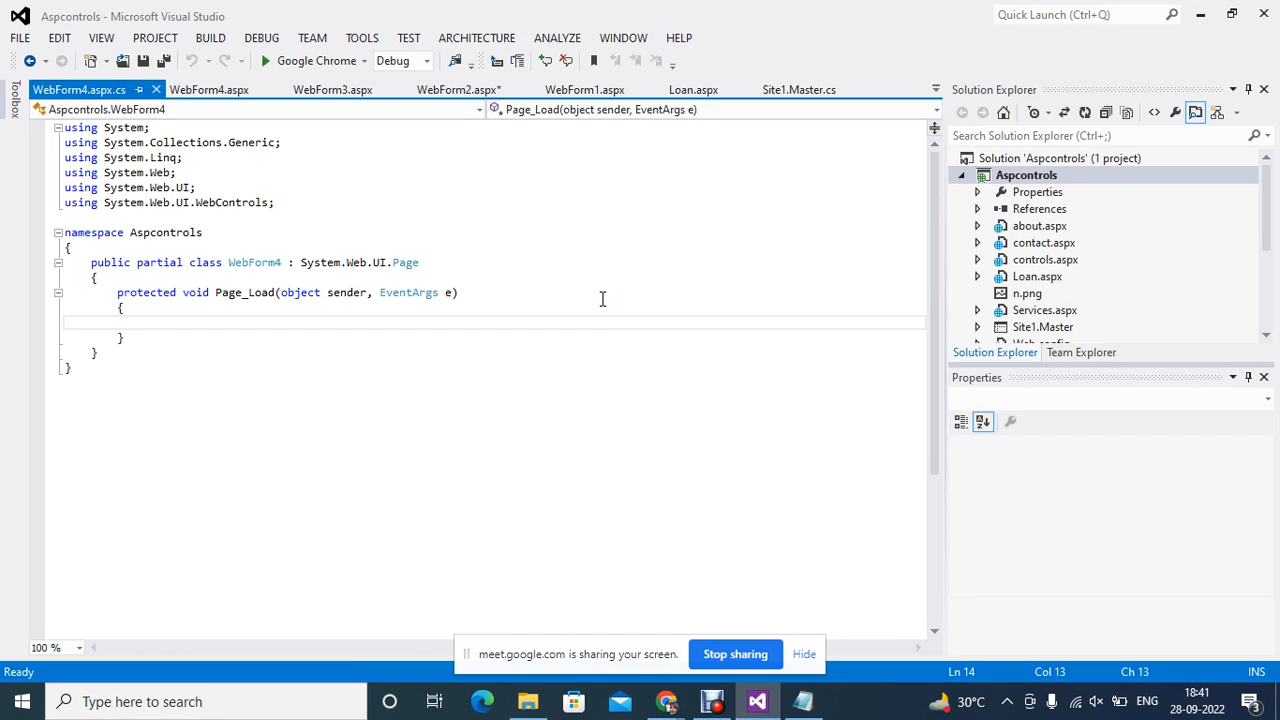 Aspcontrols - Microsoft Visual Studio
Quick Launch (Ctrl+Q)
FILE EDIT VIEW PROJECT BUILD DEBUG TEAM TOOLS TEST ARCHITECTURE ANALYZE WINDOW HELP
Google Chrome Debug
Toolbox
WebForm4.aspx.cs WebForm4.aspx WebForm3.aspx WebForm2.aspx* WebForm1.aspx Loan.aspx Site1.Master.cs
Aspcontrols.WebForm4 Page_Load(object sender, EventArgs e)
using System;
using System.Collections.Generic;
using System.Linq;
using System.Web;
using System.Web.UI;
using System.Web.UI.WebControls;
namespace Aspcontrols
{
public partial class WebForm4 : System.Web.UI.Page
{
protected void Page_Load(object sender, EventArgs e)
{
}
}
}
100 %
Solution Explorer
Search Solution Explorer (Ctrl+;)
Solution 'Aspcontrols' (1 project)
Aspcontrols
Properties
References
about.aspx
contact.aspx
controls.aspx
Loan.aspx
n.png
Services.aspx
Site1.Master
Web.config
Solution Explorer Team Explorer
Properties
meet.google.com is sharing your screen. Stop sharing Hide
Ready Ln 14 Col 13 Ch 13 INS
Type here to search
30°C ENG 18:41
28-09-2022
3